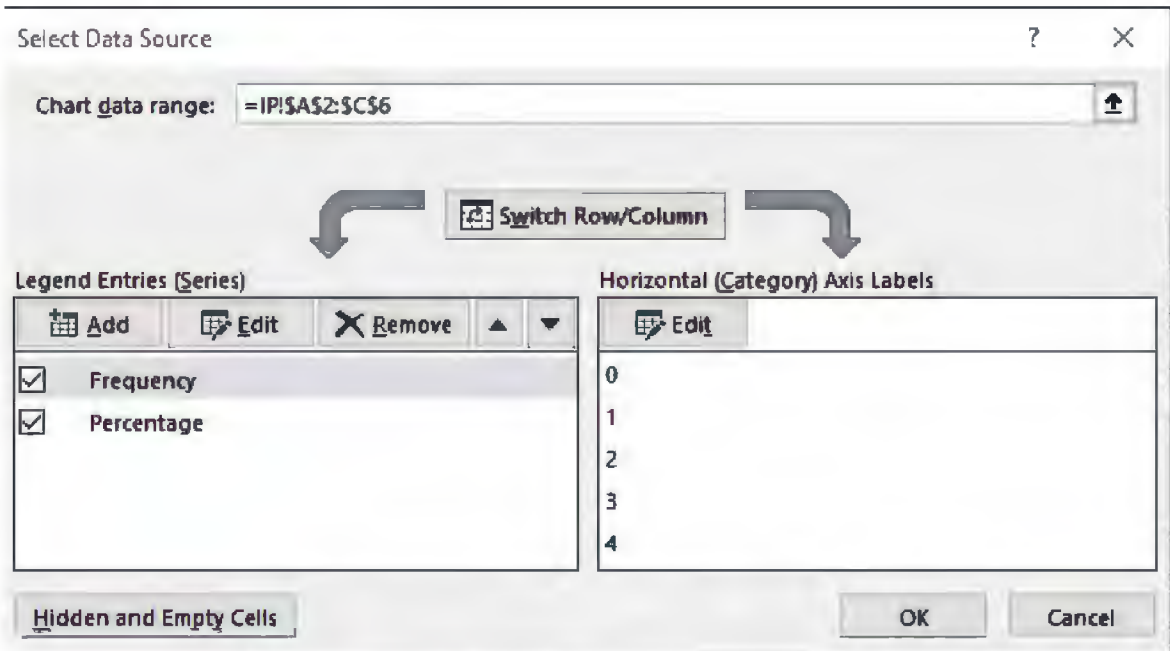 Select Data Source ? ×
Chart data range: =IP!$A$2:$C$6
Switch Row/Column
Legend Entries (Series)
Add Edit Remove
Frequency
Percentage
Horizontal (Category) Axis Labels
Edit
0
1
2
3
4
Hidden and Empty Cells
OK Cancel